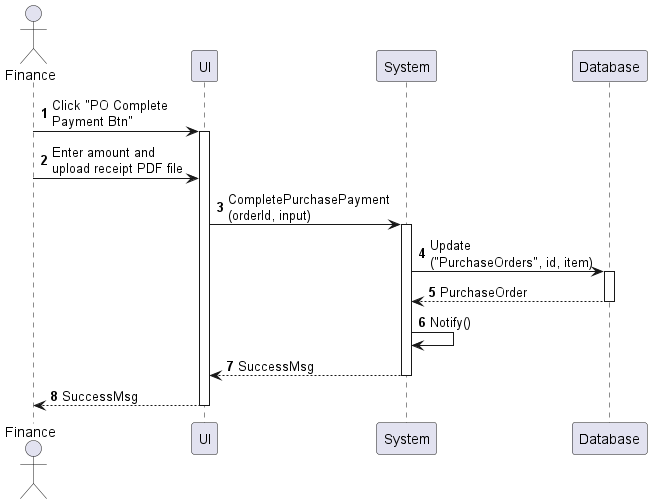 Finance
UI
System
Database
1 Click "PO Complete
Payment Btn"
2 Enter amount and
upload receipt PDF file
3 CompletePurchasePayment
(orderId, input)
4 Update
("PurchaseOrders", id, item)
5 PurchaseOrder
6 Notify()
7 SuccessMsg
8 SuccessMsg
Finance
UI
System
Database